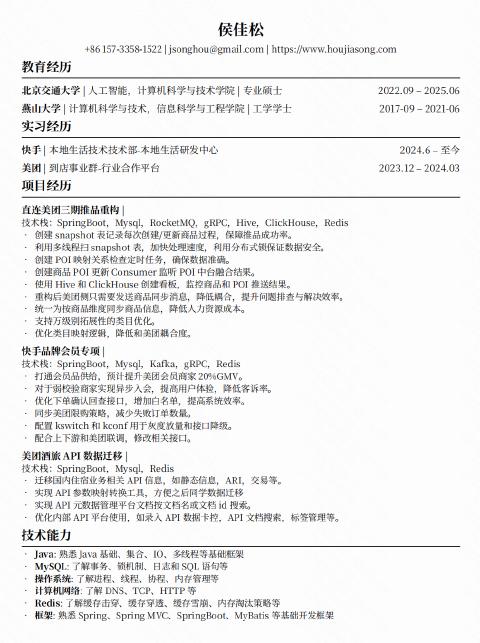 侯佳松
+86 157-3358-1522 | jsonghou@gmail.com | https://www.houjiasong.com
教育经历
北京交通大学 | 人工智能，计算机科学与技术学院 | 专业硕士 2022.09 – 2025.06
燕山大学 | 计算机科学与技术，信息科学与工程学院 | 工学学士 2017-09 – 2021-06
实习经历
快手 | 本地生活技术技术部-本地生活研发中心 2024.6 – 至今
美团 | 到店事业群-行业合作平台 2023.12 – 2024.03
项目经历
直连美团三期推品重构 |
技术栈：SpringBoot，Mysql，RocketMQ，gRPC，Hive，ClickHouse，Redis
· 创建 snapshot 表记录每次创建/更新商品过程，保障推品成功率。
· 利用多线程扫 snapshot 表，加快处理速度，利用分布式锁保证数据安全。
· 创建 POI 映射关系检查定时任务，确保数据准确。
· 创建商品 POI 更新 Consumer 监听 POI 中台融合结果。
· 使用 Hive 和 ClickHouse 创建看板，监控商品和 POI 推送结果。
· 重构后美团侧只需要发送商品同步消息，降低耦合，提升问题排查与解决效率。
· 统一为按商品维度同步商品信息，降低人力资源成本。
· 支持万级别拓展性的类目优化。
· 优化类目映射逻辑，降低和美团耦合度。
快手品牌会员专项 |
技术栈：SpringBoot，Mysql，Kafka，gRPC，Redis
· 打通会员品供给，预计提升美团会员商家 20%GMV。
· 对于弱校验商家实现异步入会，提高用户体验，降低客诉率。
· 优化下单确认回查接口，增加白名单，提高系统效率。
· 同步美团限购策略，减少失败订单数量。
· 配置 kswitch 和 kconf 用于灰度放量和接口降级。
· 配合上下游和美团联调，修改相关接口。
美团酒旅 API 数据迁移 |
技术栈：SpringBoot，Mysql，Redis
· 迁移国内住宿业务相关 API 信息，如静态信息，ARI，交易等。
· 实现 API 参数映射转换工具，方便之后同学数据迁移
· 实现 API 元数据管理平台文档按文档名或文档 id 搜索。
· 优化内部 API 平台使用，如录入 API 数据卡控，API 文档搜索，标签管理等。
技术能力
· Java: 熟悉 Java 基础、集合、IO、多线程等基础框架
· MySQL: 了解事务、锁机制、日志和 SQL 语句等
· 操作系统: 了解进程、线程、协程、内存管理等
· 计算机网络: 了解 DNS、TCP、HTTP 等
· Redis: 了解缓存击穿、缓存穿透、缓存雪崩、内存淘汰策略等
· 框架: 熟悉 Spring、Spring MVC、SpringBoot、MyBatis 等基础开发框架